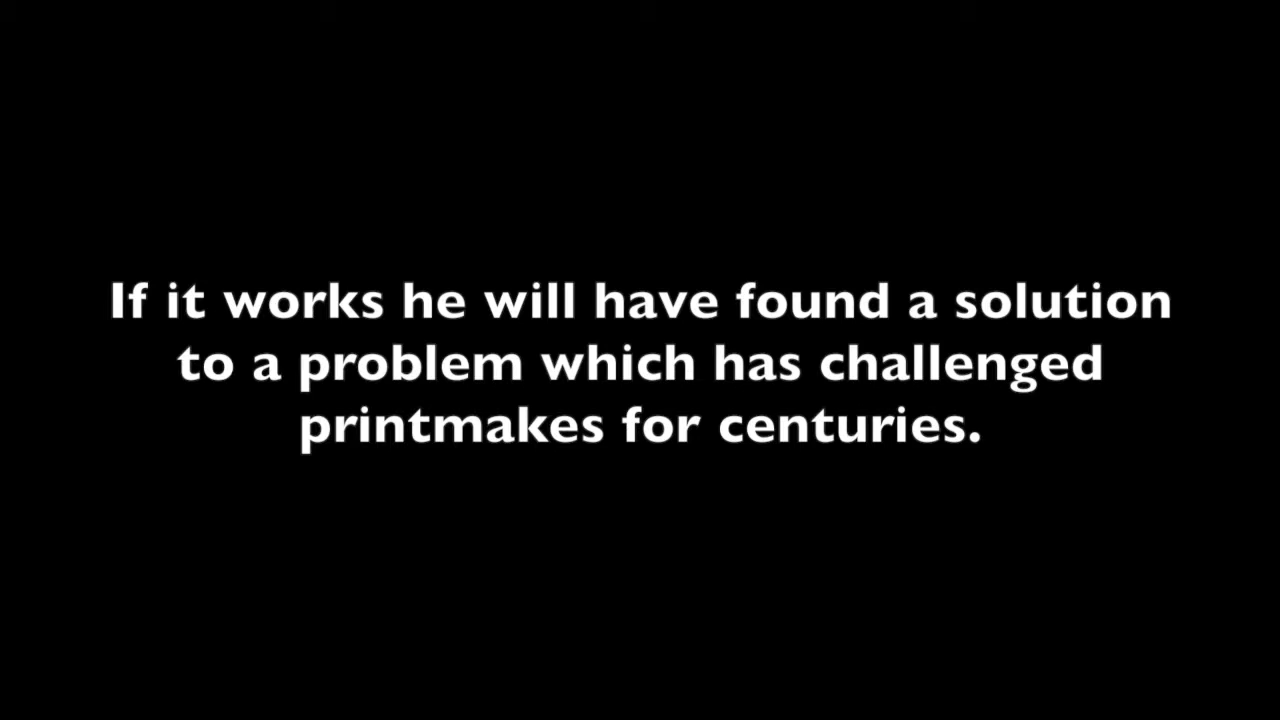 If it works he will have found a solution
to a problem which has challenged
printmakes for centuries.